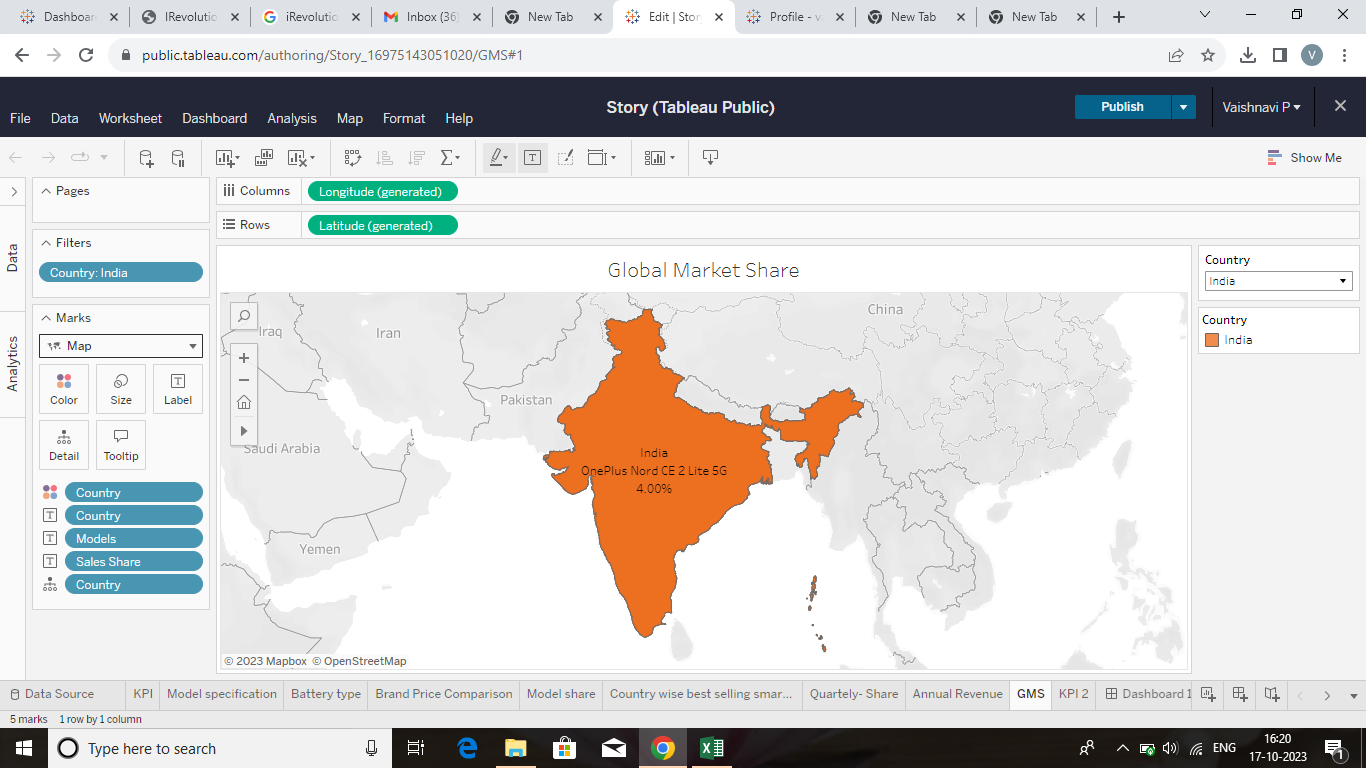 Dashboar
IRevolutio
iRevolutio
Inbox (36)
New Tab
Edit | Stor
Profile - v
New Tab
New Tab
public.tableau.com/authoring/Story_16975143051020/GMS#1
V
Story (Tableau Public)
Publish
Vaishnavi P
File Data Worksheet Dashboard Analysis Map Format Help
Show Me
Pages
Columns
Longitude (generated)
Rows
Latitude (generated)
Data
Analytics
Filters
Country: India
Marks
Map
Color
Size
Label
Detail
Tooltip
Country
Country
Models
Sales Share
Country
Global Market Share
Iraq
Iran
China
Pakistan
Saudi Arabia
Yemen
India
OnePlus Nord CE 2 Lite 5G
4.00%
© 2023 Mapbox © OpenStreetMap
Country
India
Country
India
Data Source
KPI
Model specification
Battery type
Brand Price Comparison
Model share
Country wise best selling smar...
Quartely- Share
Annual Revenue
GMS
KPI 2
Dashboard 1
5 marks 1 row by 1 column
Type here to search
ENG
16:20
17-10-2023
1